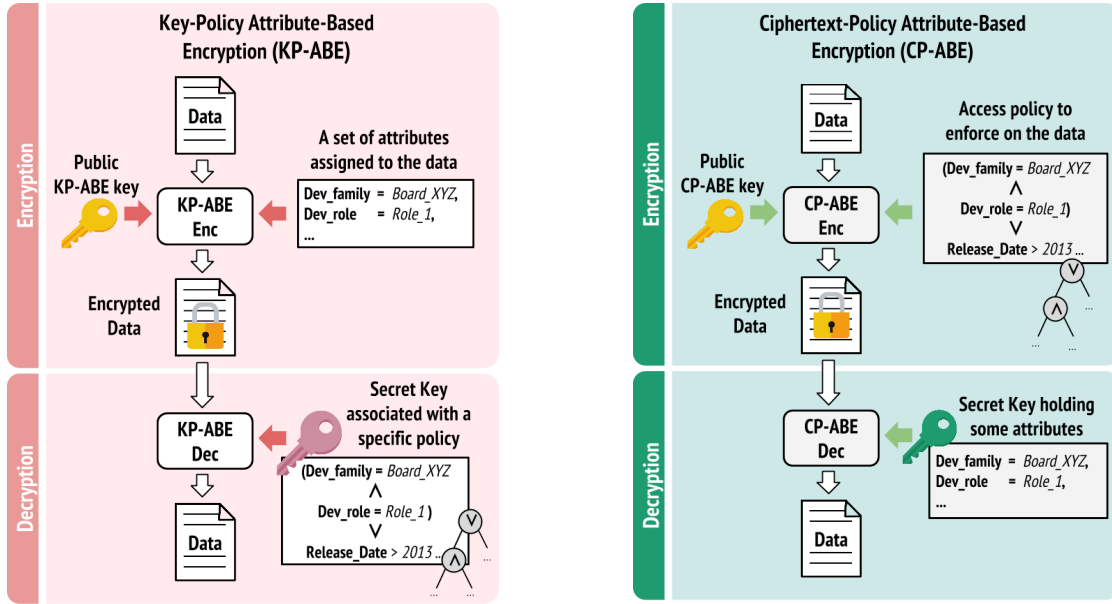 Key-Policy Attribute-Based
Encryption (KP-ABE)
Encryption
Data
A set of attributes
assigned to the data
Public
KP-ABE key
Dev_family = Board_XYZ,
Dev_role = Role_1,
...
KP-ABE
Enc
Encrypted
Data
Decryption
Secret Key
associated with a
specific policy
KP-ABE
Dec
(Dev_family = Board_XYZ
∧
Dev_role = Role_1 )
∨
Release_Date > 2013 ...
∨
∧
...
...
...
Data
Ciphertext-Policy Attribute-Based
Encryption (CP-ABE)
Encryption
Data
Access policy to
enforce on the data
Public
CP-ABE key
(Dev_family = Board_XYZ
∧
Dev_role = Role_1)
∨
Release_Date > 2013 ...
∨
∧
...
...
...
CP-ABE
Enc
Encrypted
Data
Decryption
Secret Key holding
some attributes
CP-ABE
Dec
Dev_family = Board_XYZ,
Dev_role = Role_1,
...
Data